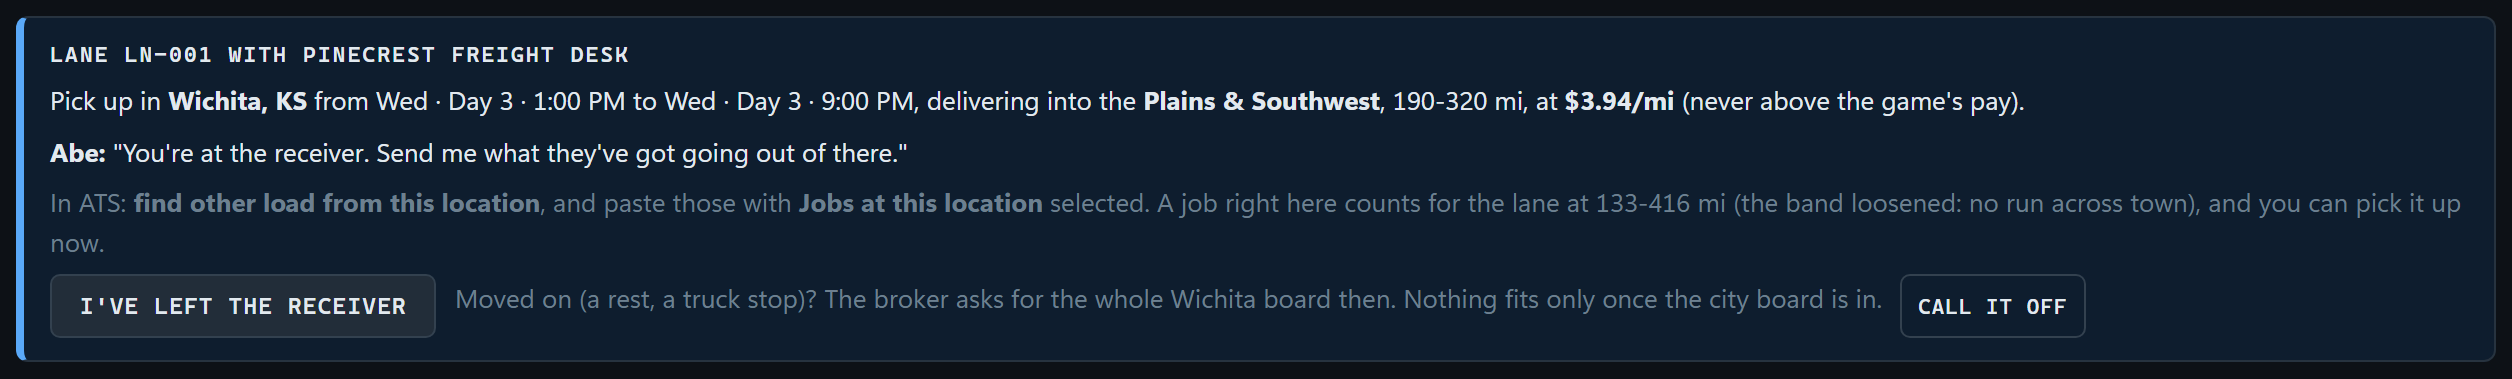 LANE LN-001 WITH PINECREST FREIGHT DESK
Pick up in Wichita, KS from Wed · Day 3 · 1:00 PM to Wed · Day 3 · 9:00 PM, delivering into the Plains & Southwest, 190-320 mi, at $3.94/mi (never above the game's pay).
Abe: "You're at the receiver. Send me what they've got going out of there."
In ATS: find other load from this location, and paste those with Jobs at this location selected. A job right here counts for the lane at 133-416 mi (the band loosened: no run across town), and you can pick it up
now.
I'VE LEFT THE RECEIVER Moved on (a rest, a truck stop)? The broker asks for the whole Wichita board then. Nothing fits only once the city board is in. CALL IT OFF